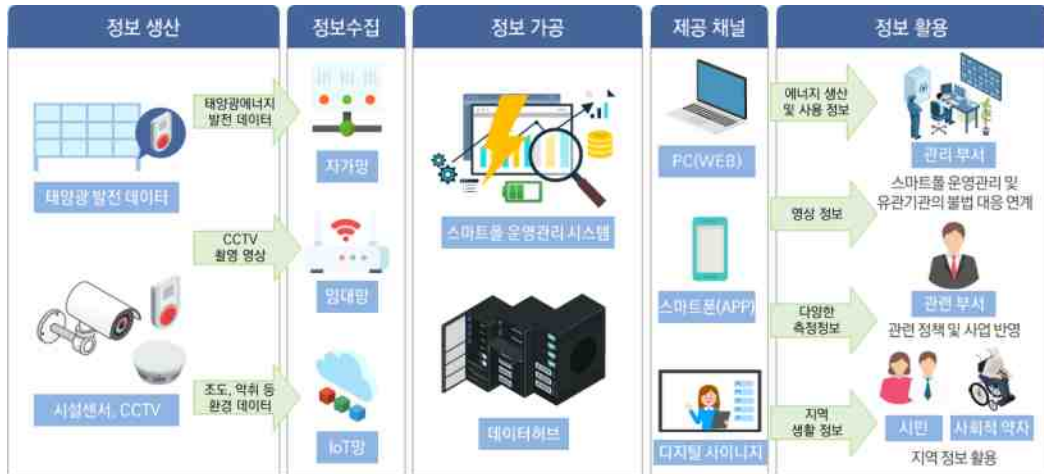 정보 생산
정보수집
정보 가공
제공 채널
정보 활용
태양광 발전 데이터
시설센서, CCTV
태양광에너지
발전 데이터
CCTV
촬영 영상
조도, 악취 등
환경 데이터
자가망
임대망
IoT망
스마트폴 운영관리 시스템
데이터허브
PC(WEB)
스마트폰(APP)
디지털 사이니지
에너지 생산
및 사용 정보
영상 정보
다양한
측정정보
지역
생활 정보
관리 부서
스마트폴 운영관리 및
유관기관의 불법 대응 연계
관련 부서
관련 정책 및 사업 반영
시민
사회적 약자
지역 정보 활용